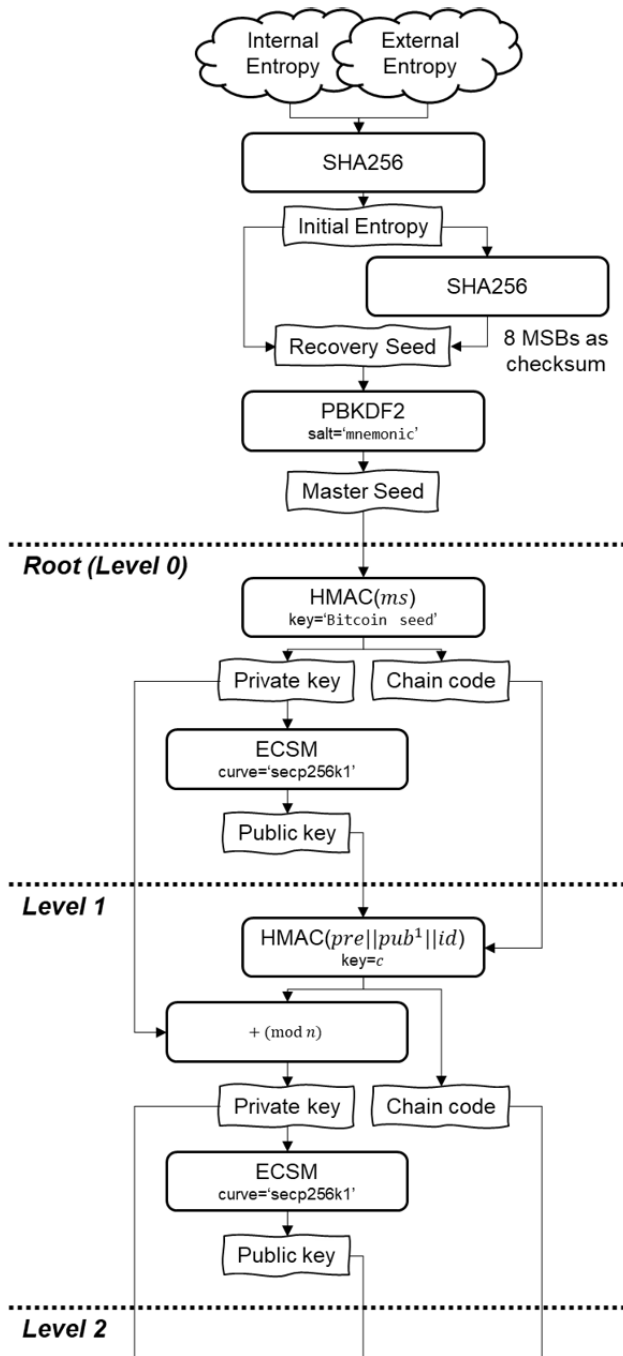 Internal
Entropy
External
Entropy
SHA256
Initial Entropy
SHA256
Recovery Seed
8 MSBs as
checksum
PBKDF2
salt=‘mnemonic’
Master Seed
Root (Level 0)
HMAC(ms)
key=‘Bitcoin seed’
Private key
Chain code
ECSM
curve=‘secp256k1’
Public key
Level 1
HMAC(pre||pub¹||id)
key=c
+ (mod n)
Private key
Chain code
ECSM
curve=‘secp256k1’
Public key
Level 2